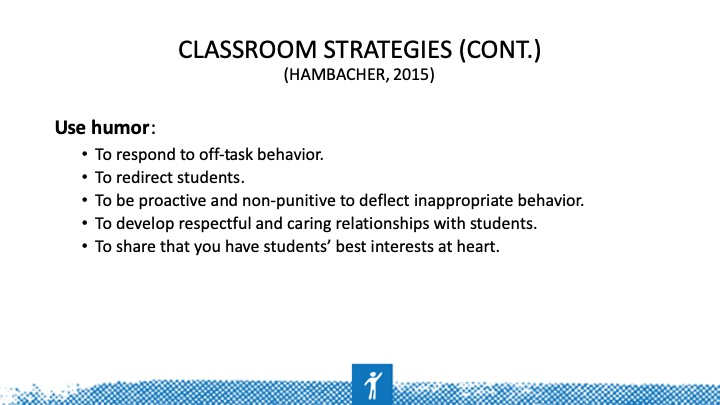 CLASSROOM STRATEGIES (CONT.)
(HAMBACHER, 2015)
Use humor:
• To respond to off-task behavior.
• To redirect students.
• To be proactive and non-punitive to deflect inappropriate behavior.
• To develop respectful and caring relationships with students.
• To share that you have students’ best interests at heart.